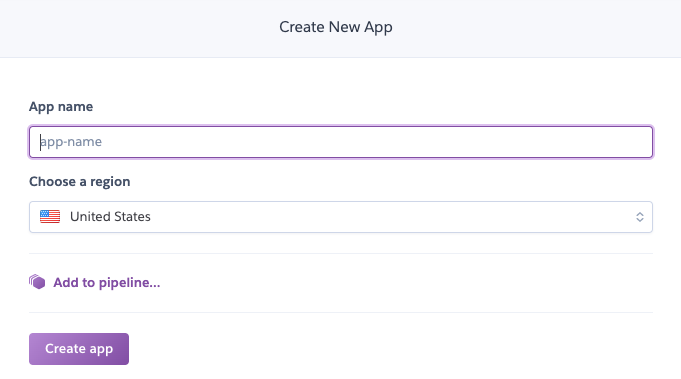 Create New App
App name
app-name
Choose a region
United States
Add to pipeline...
Create app